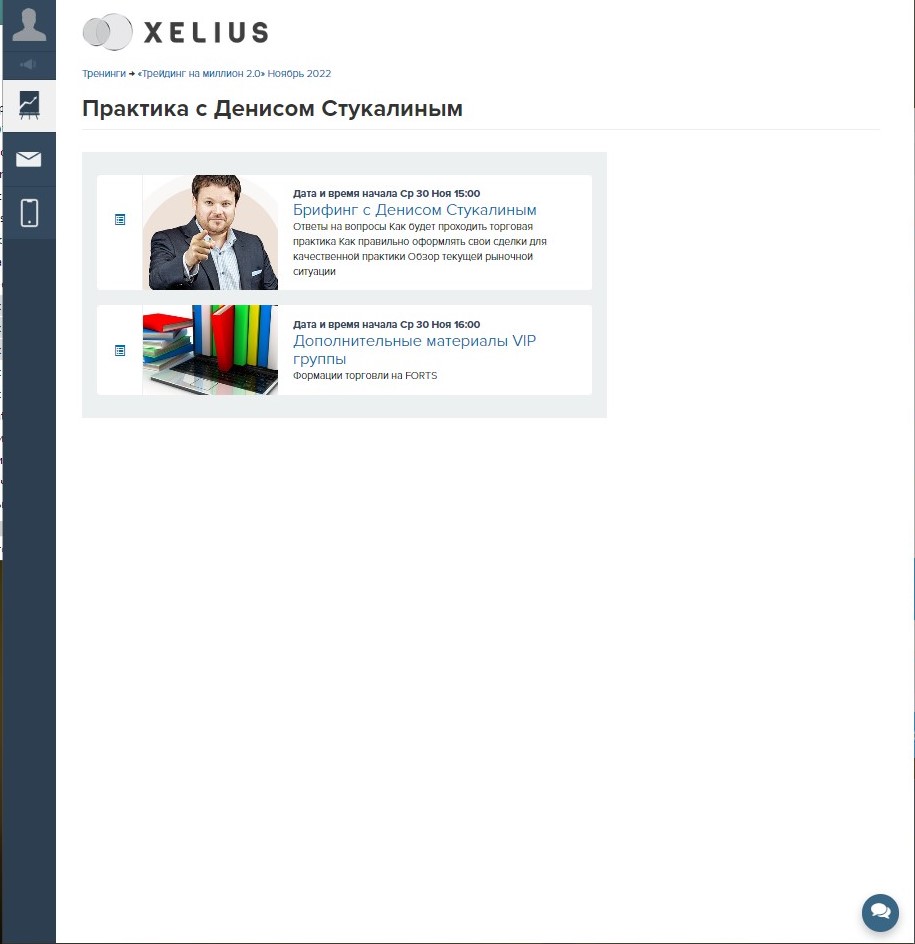 XELIUS
Тренинги → «Трейдинг на миллион 2.0» Ноябрь 2022
Практика с Денисом Стукалиным
Дата и время начала Ср 30 Ноя 15:00
Брифинг с Денисом Стукалиным
Ответы на вопросы Как будет проходить торговая
практика Как правильно оформлять свои сделки для
качественной практики Обзор текущей рыночной
ситуации
Дата и время начала Ср 30 Ноя 16:00
Дополнительные материалы VIP
группы
Формации торговли на FORTS